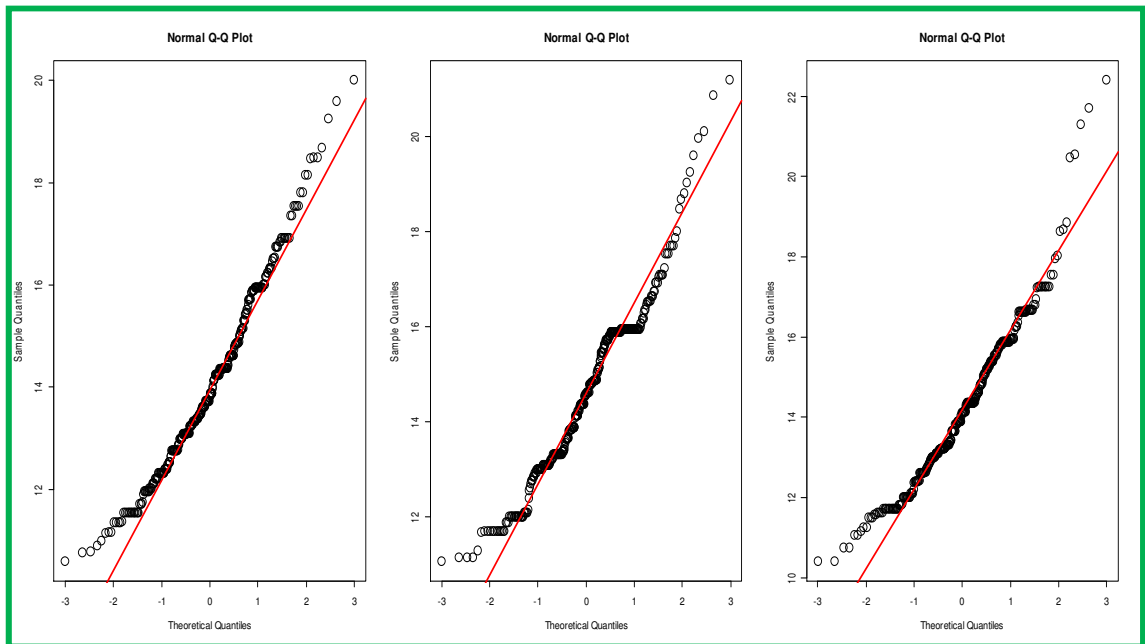 Normal Q-Q Plot
Sample Quantiles
20
18
16
14
12
-3 -2 -1 0 1 2 3
Theoretical Quantiles
Normal Q-Q Plot
Sample Quantiles
20
18
16
14
12
-3 -2 -1 0 1 2 3
Theoretical Quantiles
Normal Q-Q Plot
Sample Quantiles
22
20
18
16
14
12
10
-3 -2 -1 0 1 2 3
Theoretical Quantiles